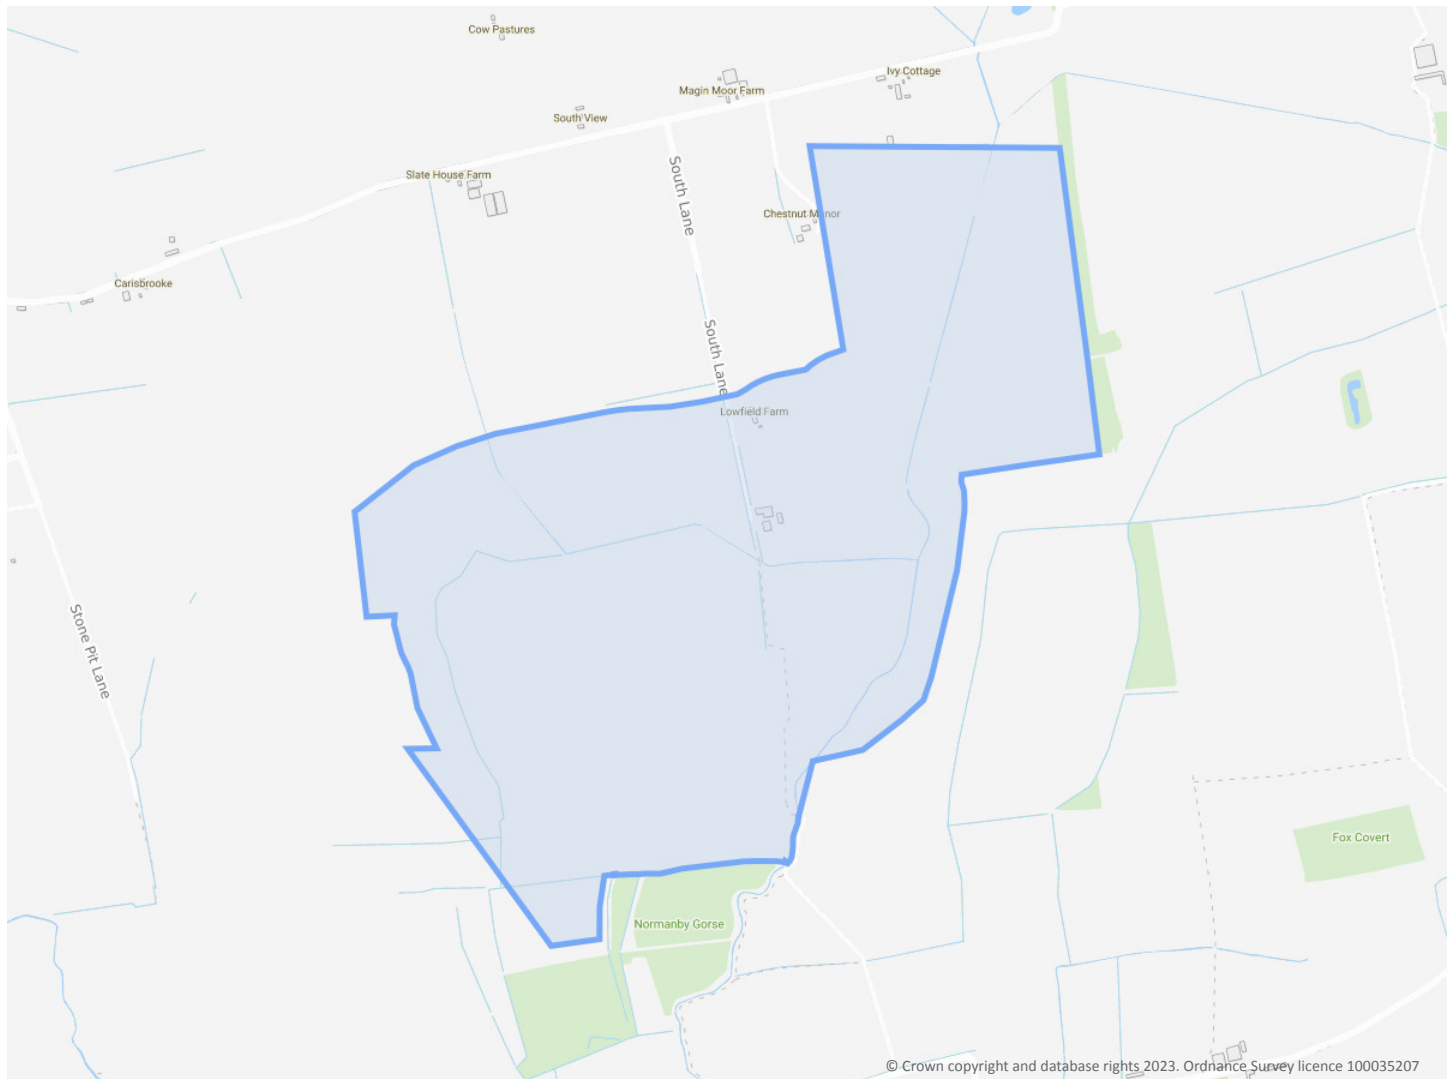 Cow Pastures
Ivy Cottage
Magin Moor Farm
South View
Slate House Farm
South Lane
Chestnut Manor
Carisbrooke
South Lane
Lowfield Farm
Stone Pit Lane
Fox Covert
Normanby Gorse
© Crown copyright and database rights 2023. Ordnance Survey licence 100035207